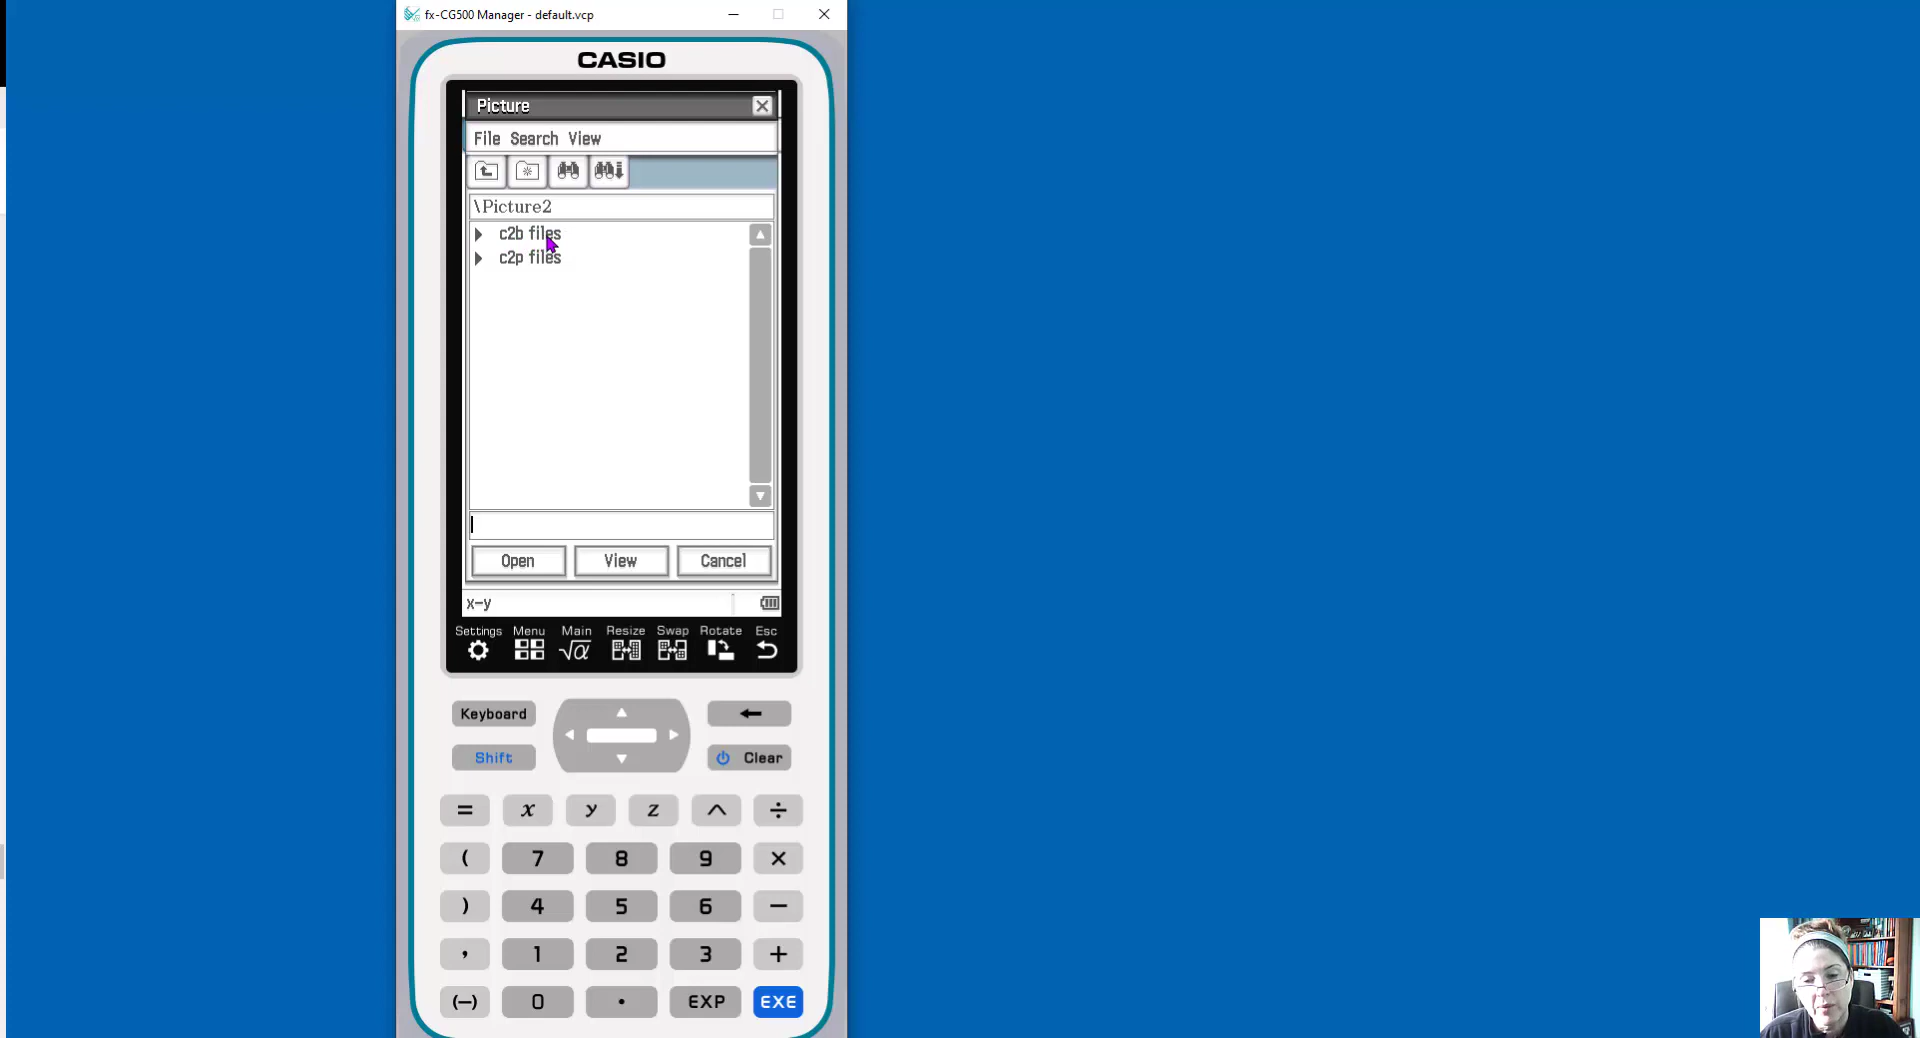 fx-CG500 Manager - default.vcp
CASIO
Picture
File Search View
\Picture2
c2b files
c2p files
Open View Cancel
x-y
Settings Menu Main Resize Swap Rotate Esc
√α
Keyboard
Shift Clear
= x y z ^ ÷
( 7 8 9 ×
) 4 5 6 −
, 1 2 3 +
(−) 0 . EXP EXE